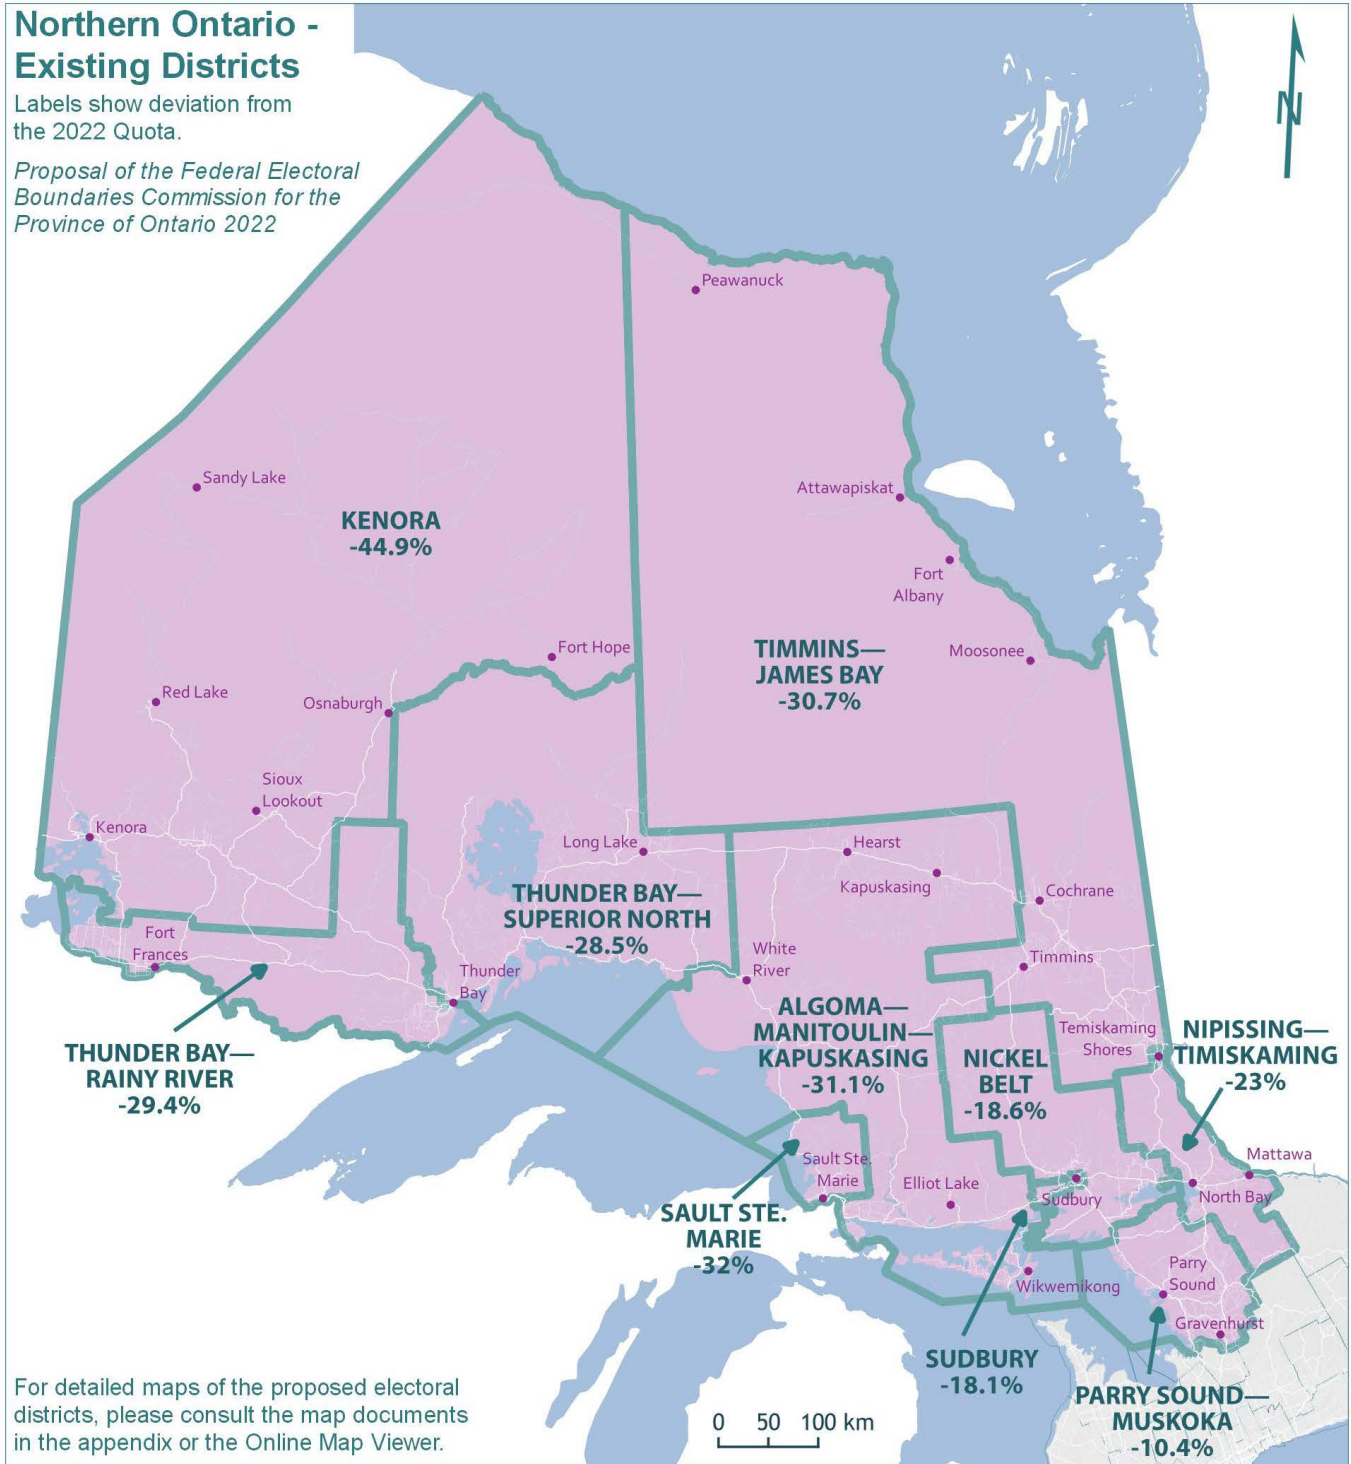 Northern Ontario -
Existing Districts
Labels show deviation from
the 2022 Quota.
Proposal of the Federal Electoral
Boundaries Commission for the
Province of Ontario 2022
N
Peawanuck
Sandy Lake
Attawapiskat
KENORA
-44.9%
Fort
Albany
Fort Hope
TIMMINS—
JAMES BAY
-30.7%
Moosonee
Red Lake
Osnaburgh
Sioux
Lookout
Kenora
Long Lake
Hearst
Kapuskasing
Cochrane
THUNDER BAY—
SUPERIOR NORTH
-28.5%
Fort
Frances
White
River
Timmins
Thunder
Bay
ALGOMA—
MANITOULIN—
KAPUSKASING
-31.1%
Temiskaming
Shores
NIPISSING—
TIMISKAMING
-23%
THUNDER BAY—
RAINY RIVER
-29.4%
NICKEL
BELT
-18.6%
Mattawa
Sault Ste.
Marie
Elliot Lake
Sudbury
North Bay
SAULT STE.
MARIE
-32%
Wikwemikong
Parry
Sound
Gravenhurst
SUDBURY
-18.1%
PARRY SOUND—
MUSKOKA
-10.4%
For detailed maps of the proposed electoral
districts, please consult the map documents
in the appendix or the Online Map Viewer.
0 50 100 km